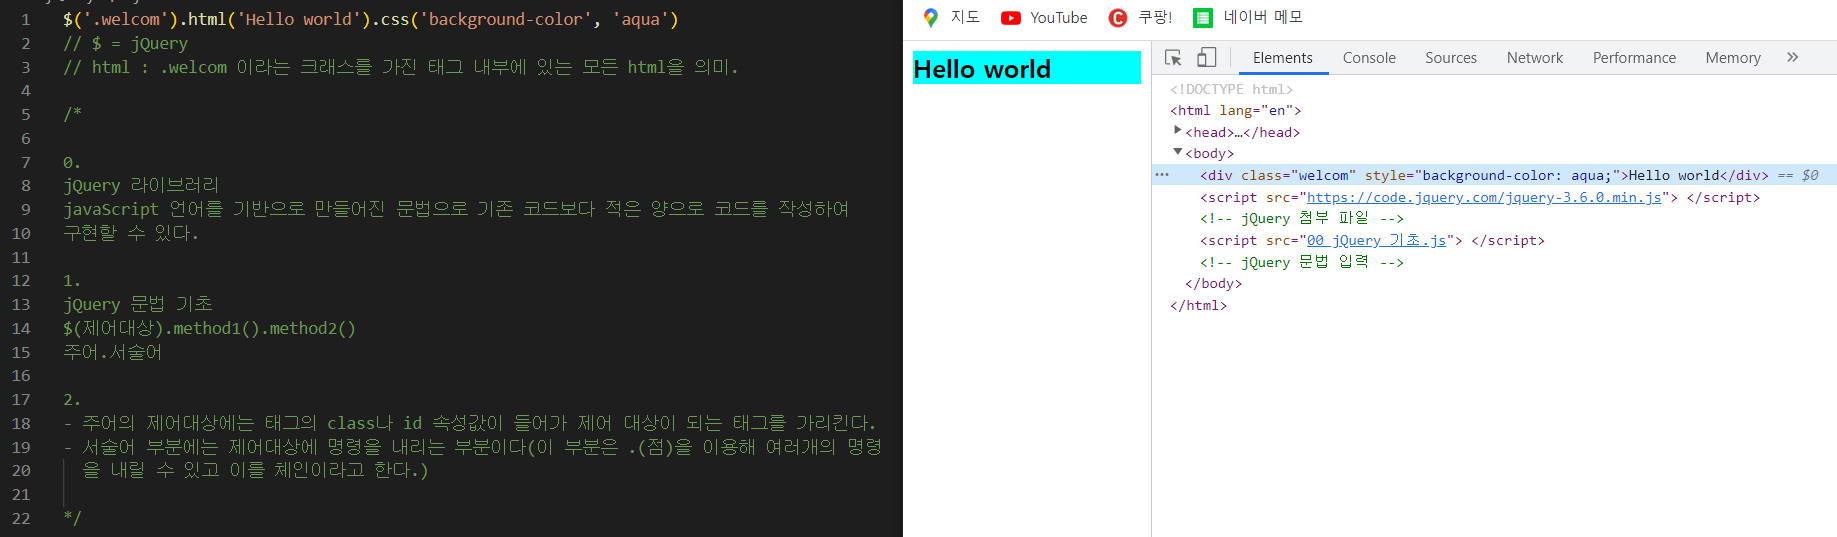 1 $('.welcom').html('Hello world').css('background-color', 'aqua')
2 // $ = jQuery
3 // html : .welcom 이라는 크래스를 가진 태그 내부에 있는 모든 html을 의미.
4
5 /*
6
7 0.
8 jQuery 라이브러리
9 javaScript 언어를 기반으로 만들어진 문법으로 기존 코드보다 적은 양으로 코드를 작성하여
10 구현할 수 있다.
11
12 1.
13 jQuery 문법 기초
14 $(제어대상).method1().method2()
15 주어.서술어
16
17 2.
18 - 주어의 제어대상에는 태그의 class나 id 속성값이 들어가 제어 대상이 되는 태그를 가리킨다.
19 - 서술어 부분에는 제어대상에 명령을 내리는 부분이다(이 부분은 .(점)을 이용해 여러개의 명령
20 을 내릴 수 있고 이를 체인이라고 한다.)
21
22 */
지도 YouTube 쿠팡! 네이버 메모
Hello world
Elements Console Sources Network Performance Memory »
<!DOCTYPE html>
<html lang="en">
<head>…</head>
<body>
<div class="welcom" style="background-color: aqua;">Hello world</div> == $0
<script src="https://code.jquery.com/jquery-3.6.0.min.js"> </script>
<!-- jQuery 첨부 파일 -->
<script src="00_jQuery 기초.js"> </script>
<!-- jQuery 문법 입력 -->
</body>
</html>